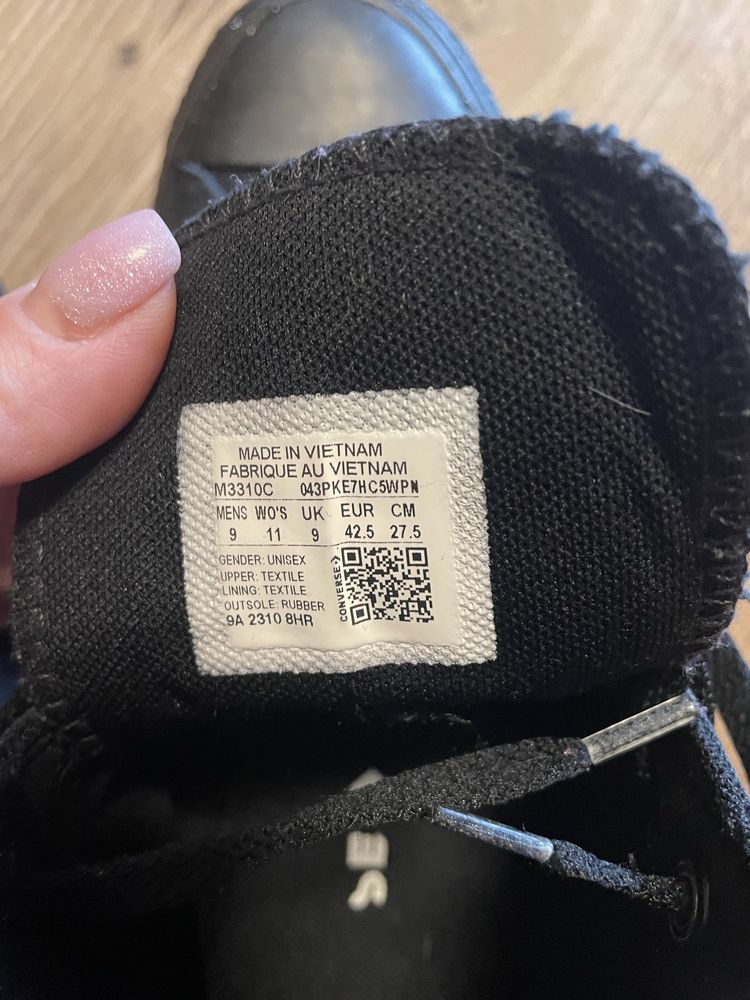 MADE IN VIETNAM
FABRIQUE AU VIETNAM
M3310C 043PKE7HC5WPN
MENS WO'S UK EUR CM
9 11 9 42.5 27.5
GENDER: UNISEX
UPPER: TEXTILE
LINING: TEXTILE
OUTSOLE: RUBBER
9A 2310 8HR
CONVERSE